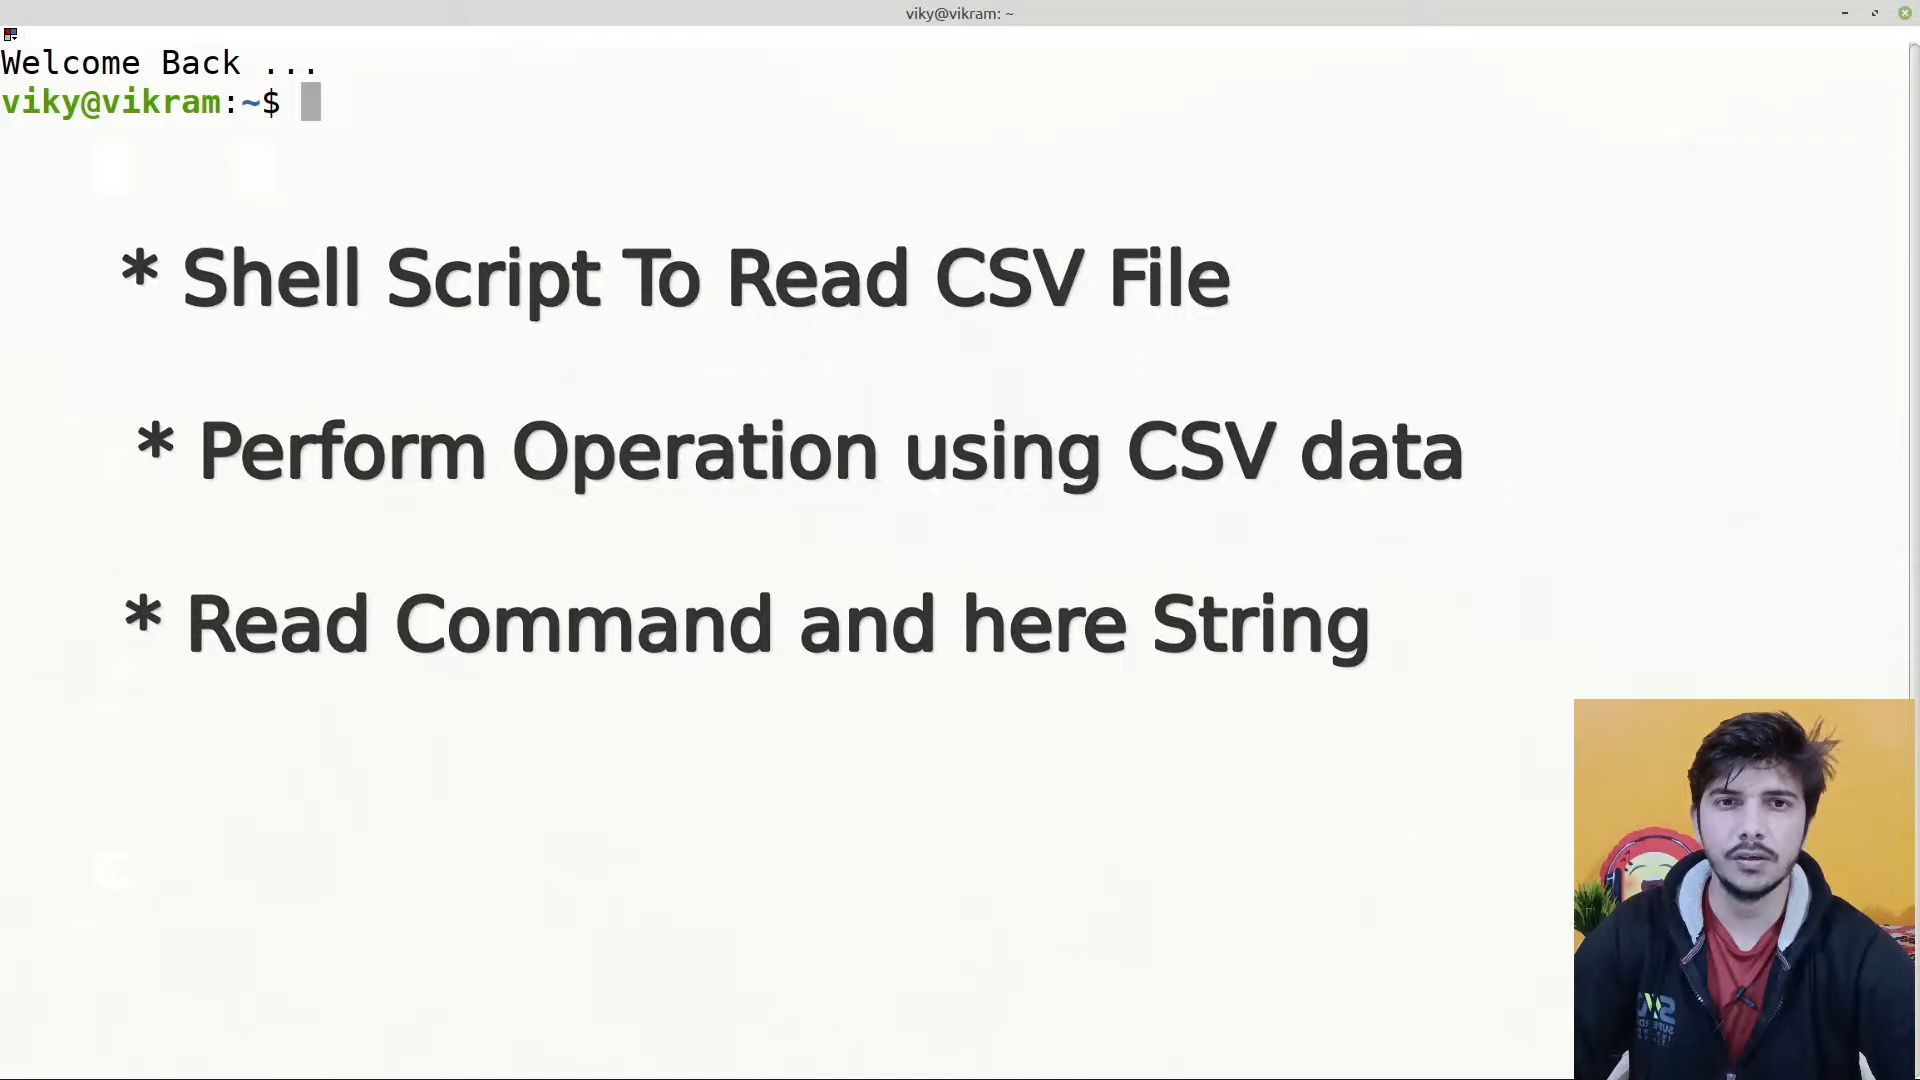 viky@vikram: ~
Welcome Back ...
viky@vikram:~$
* Shell Script To Read CSV File
* Perform Operation using CSV data
* Read Command and here String